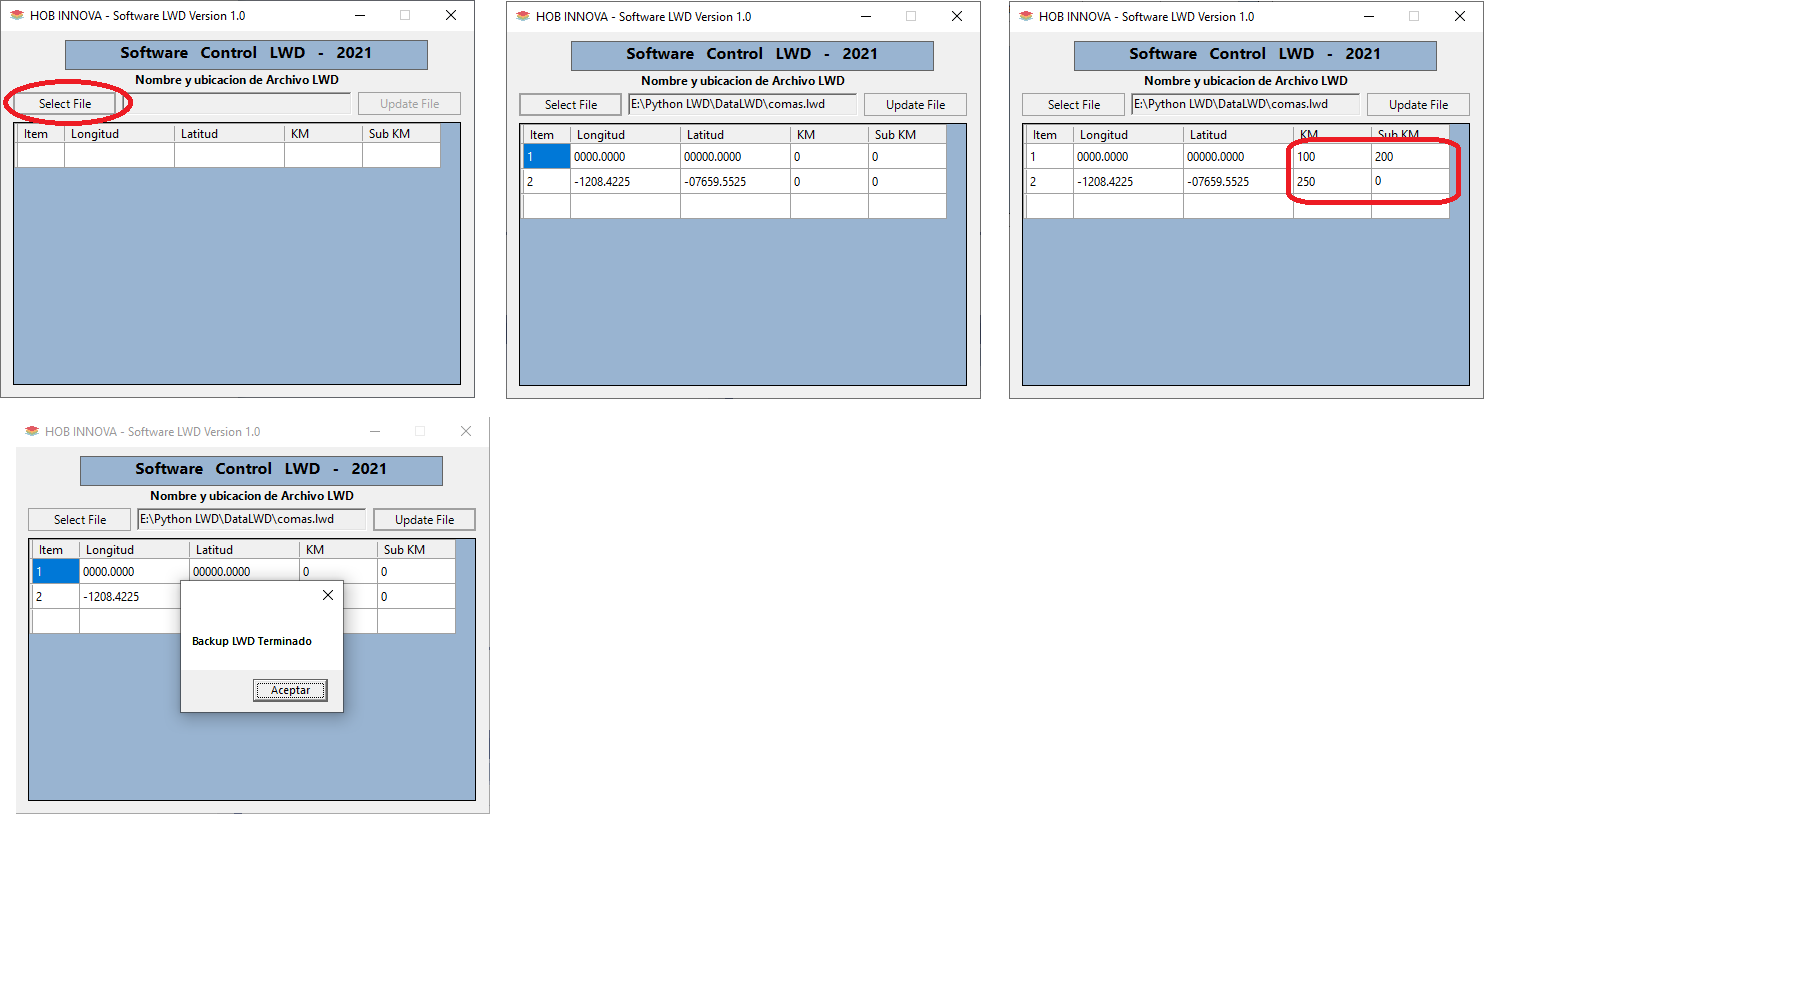 HOB INNOVA - Software LWD Version 1.0
Software Control LWD - 2021
Nombre y ubicacion de Archivo LWD
Select File Update File
Item Longitud Latitud KM Sub KM
HOB INNOVA - Software LWD Version 1.0
Software Control LWD - 2021
Nombre y ubicacion de Archivo LWD
Select File E:\Python LWD\DataLWD\comas.lwd Update File
Item Longitud Latitud KM Sub KM
1 0000.0000 00000.0000 0 0
2 -1208.4225 -07659.5525 0 0
HOB INNOVA - Software LWD Version 1.0
Software Control LWD - 2021
Nombre y ubicacion de Archivo LWD
Select File E:\Python LWD\DataLWD\comas.lwd Update File
Item Longitud Latitud KM Sub KM
1 0000.0000 00000.0000 100 200
2 -1208.4225 -07659.5525 250 0
HOB INNOVA - Software LWD Version 1.0
Software Control LWD - 2021
Nombre y ubicacion de Archivo LWD
Select File E:\Python LWD\DataLWD\comas.lwd Update File
Item Longitud Latitud KM Sub KM
1 0000.0000 00000.0000 0 0
2 -1208.4225 0
Backup LWD Terminado
Aceptar